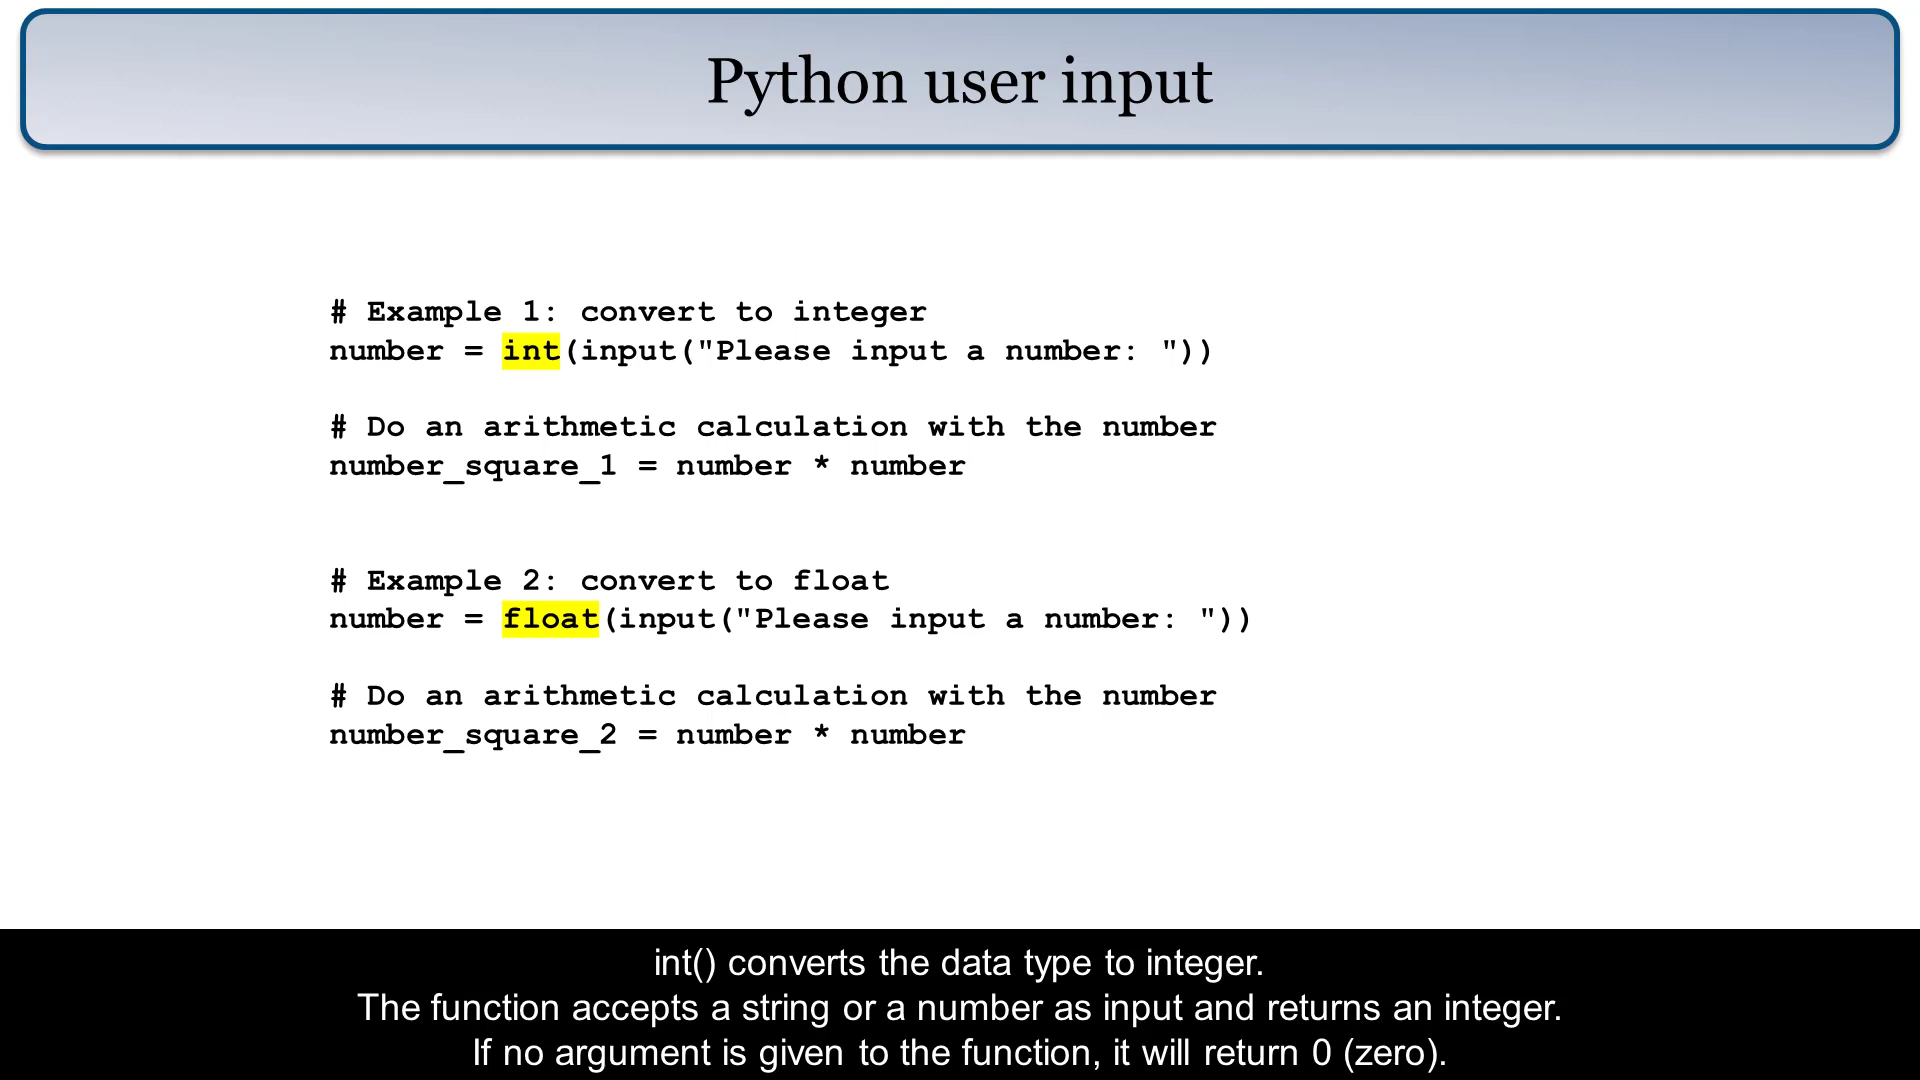 Python user input
# Example 1: convert to integer
number = int(input("Please input a number: "))
# Do an arithmetic calculation with the number
number_square_1 = number * number
# Example 2: convert to float
number = float(input("Please input a number: "))
# Do an arithmetic calculation with the number
number_square_2 = number * number
int() converts the data type to integer.
The function accepts a string or a number as input and returns an integer.
If no argument is given to the function, it will return 0 (zero).